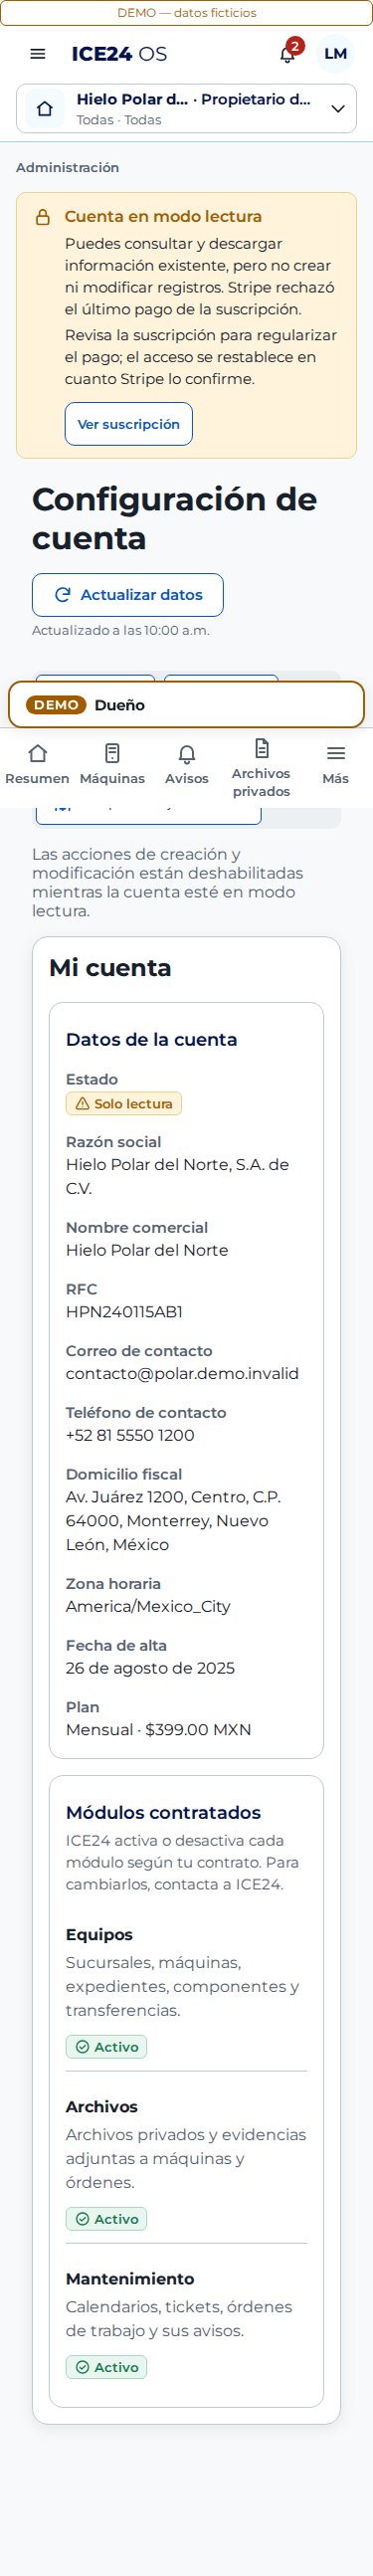 DEMO — datos ficticios
ICE24 OS
2
LM
Hielo Polar d... · Propietario d...
Todas · Todas
Administración
Cuenta en modo lectura
Puedes consultar y descargar
información existente, pero no crear
ni modificar registros. Stripe rechazó
el último pago de la suscripción.
Revisa la suscripción para regularizar
el pago; el acceso se restablece en
cuanto Stripe lo confirme.
Ver suscripción
Configuración de
cuenta
Actualizar datos
Actualizado a las 10:00 a.m.
DEMO Dueño
Resumen
Máquinas
Avisos
Archivos
privados
Más
Las acciones de creación y
modificación están deshabilitadas
mientras la cuenta esté en modo
lectura.
Mi cuenta
Datos de la cuenta
Estado
Solo lectura
Razón social
Hielo Polar del Norte, S.A. de
C.V.
Nombre comercial
Hielo Polar del Norte
RFC
HPN240115AB1
Correo de contacto
contacto@polar.demo.invalid
Teléfono de contacto
+52 81 5550 1200
Domicilio fiscal
Av. Juárez 1200, Centro, C.P.
64000, Monterrey, Nuevo
León, México
Zona horaria
America/Mexico_City
Fecha de alta
26 de agosto de 2025
Plan
Mensual · $399.00 MXN
Módulos contratados
ICE24 activa o desactiva cada
módulo según tu contrato. Para
cambiarlos, contacta a ICE24.
Equipos
Sucursales, máquinas,
expedientes, componentes y
transferencias.
Activo
Archivos
Archivos privados y evidencias
adjuntas a máquinas y
órdenes.
Activo
Mantenimiento
Calendarios, tickets, órdenes
de trabajo y sus avisos.
Activo